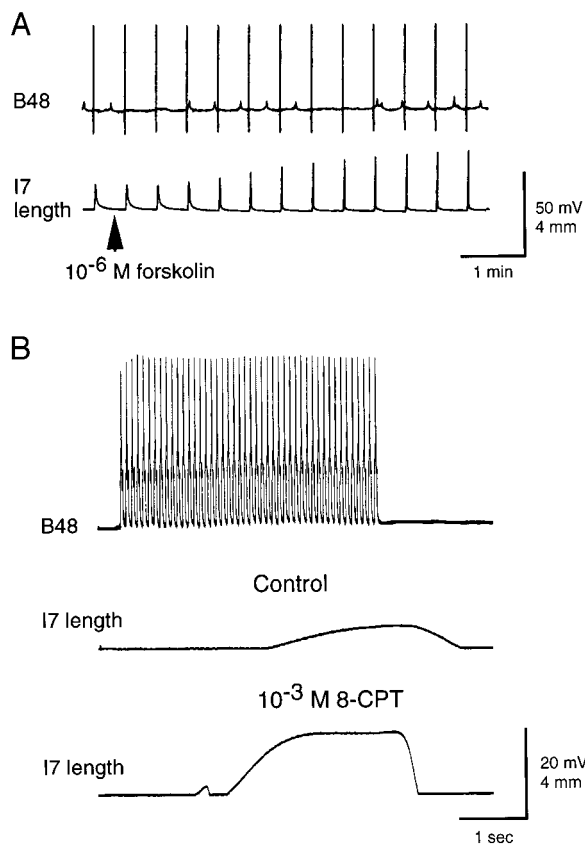 A
B48
I7
length
50 mV
4 mm
1 min
10⁻⁶ M forskolin
B
B48
Control
I7 length
10⁻³ M 8-CPT
I7 length
20 mV
4 mm
1 sec